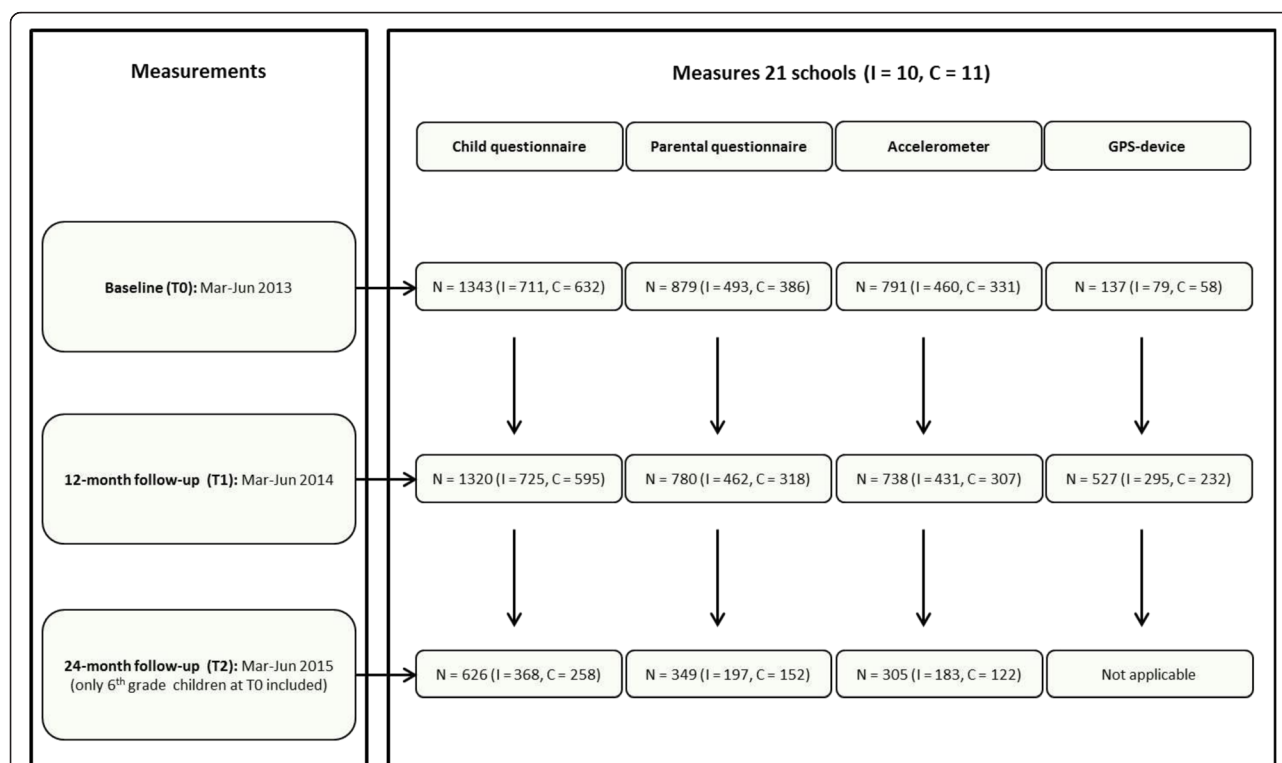 Measurements
Measures 21 schools (I = 10, C = 11)
Child questionnaire
Parental questionnaire
Accelerometer
GPS-device
Baseline (T0): Mar-Jun 2013
N = 1343 (I = 711, C = 632)
N = 879 (I = 493, C = 386)
N = 791 (I = 460, C = 331)
N = 137 (I = 79, C = 58)
12-month follow-up (T1): Mar-Jun 2014
N = 1320 (I = 725, C = 595)
N = 780 (I = 462, C = 318)
N = 738 (I = 431, C = 307)
N = 527 (I = 295, C = 232)
24-month follow-up (T2): Mar-Jun 2015
(only 6th grade children at T0 included)
N = 626 (I = 368, C = 258)
N = 349 (I = 197, C = 152)
N = 305 (I = 183, C = 122)
Not applicable